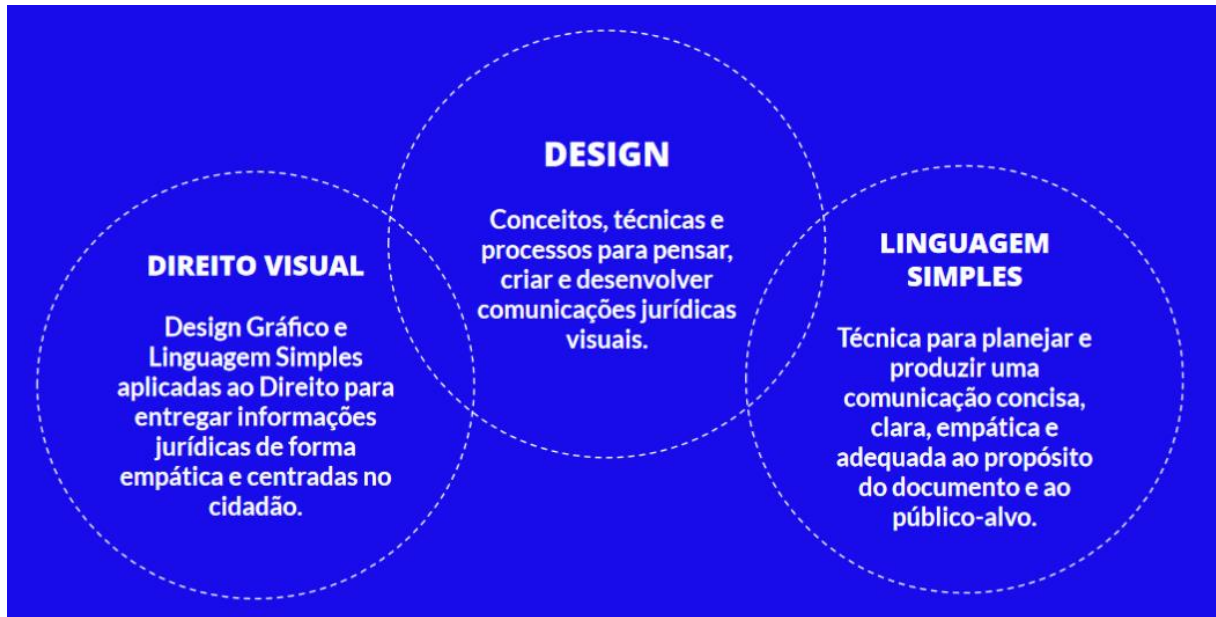 DIREITO VISUAL
Design Gráfico e
Linguagem Simples
aplicadas ao Direito para
entregar informações
jurídicas de forma
empática e centradas no
cidadão.
DESIGN
Conceitos, técnicas e
processos para pensar,
criar e desenvolver
comunicações jurídicas
visuais.
LINGUAGEM
SIMPLES
Técnica para planejar e
produzir uma
comunicação concisa,
clara, empática e
adequada ao propósito
do documento e ao
público-alvo.